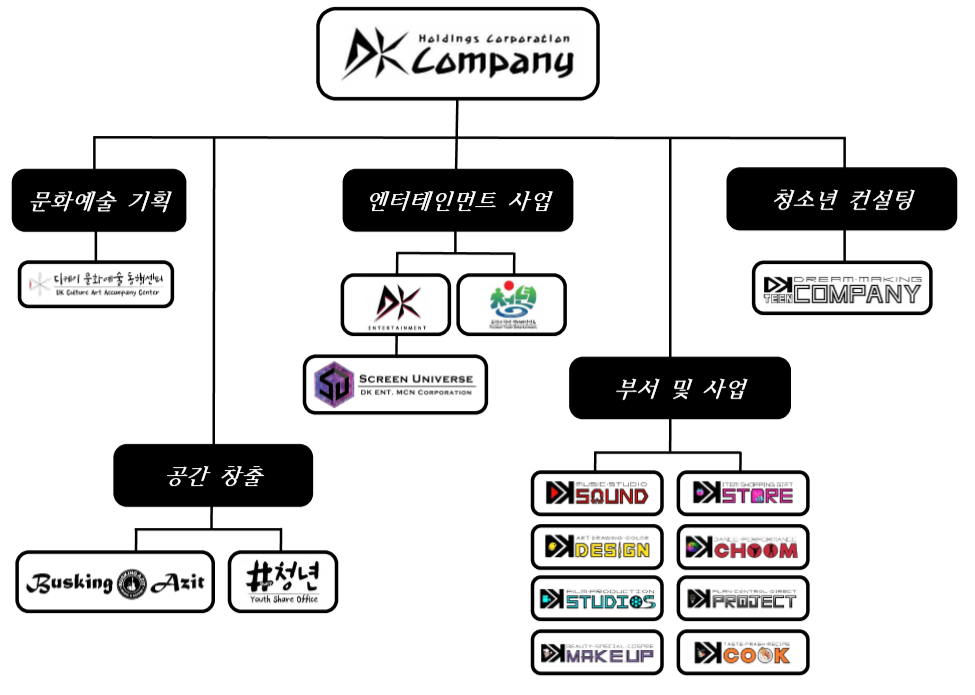 Holdings Corporation
DK Company
문화예술 기획
엔터테인먼트 사업
청소년 컨설팅
디케이 문화예술 동행센터
DK Culture Art Accompany Center
DK
ENTERTAINMENT
청년
DREAM-MAKING
DK TEEN COMPANY
SCREEN UNIVERSE
DK ENT. MCN CORPORATION
부서 및 사업
공간 창출
MUSIC-STUDIO
DK SOUND
ITEM SHOPPING GIFT
DK STORE
ART-DRAWING-COLOR
DK DESIGN
DANCE-PERFORMANCE
DK CHOOM
Busking Azit
#청년
Youth Share Office
FILM-PRODUCTION
DK STUDIOS
PLAN-CONTROL-DIRECT
DK PROJECT
BEAUTY-SPECIAL-COSPRE
DK MAKEUP
DK COOK